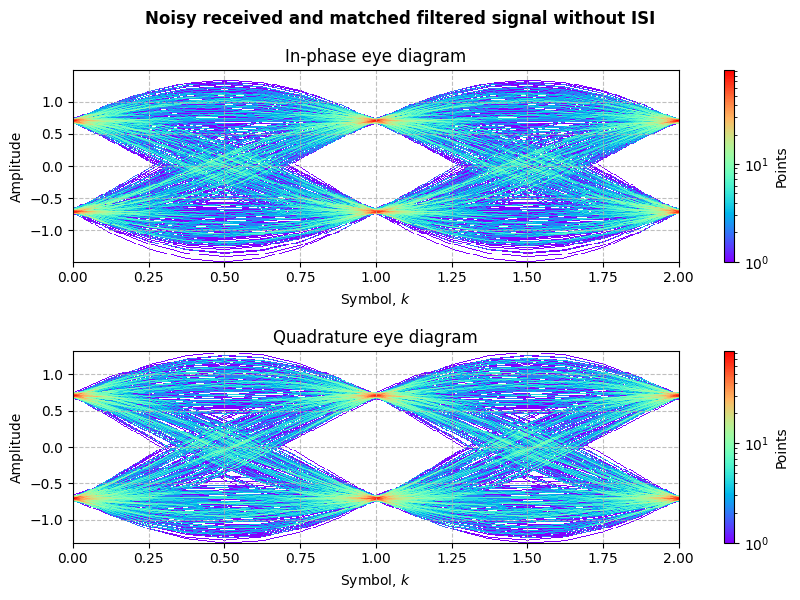 Noisy received and matched filtered signal without ISI
In-phase eye diagram
Amplitude
1.0
0.5
0.0
−0.5
−1.0
0.00 0.25 0.50 0.75 1.00 1.25 1.50 1.75 2.00
Symbol, k
10¹
10⁰
Points
Quadrature eye diagram
Amplitude
1.0
0.5
0.0
−0.5
−1.0
0.00 0.25 0.50 0.75 1.00 1.25 1.50 1.75 2.00
Symbol, k
10¹
10⁰
Points